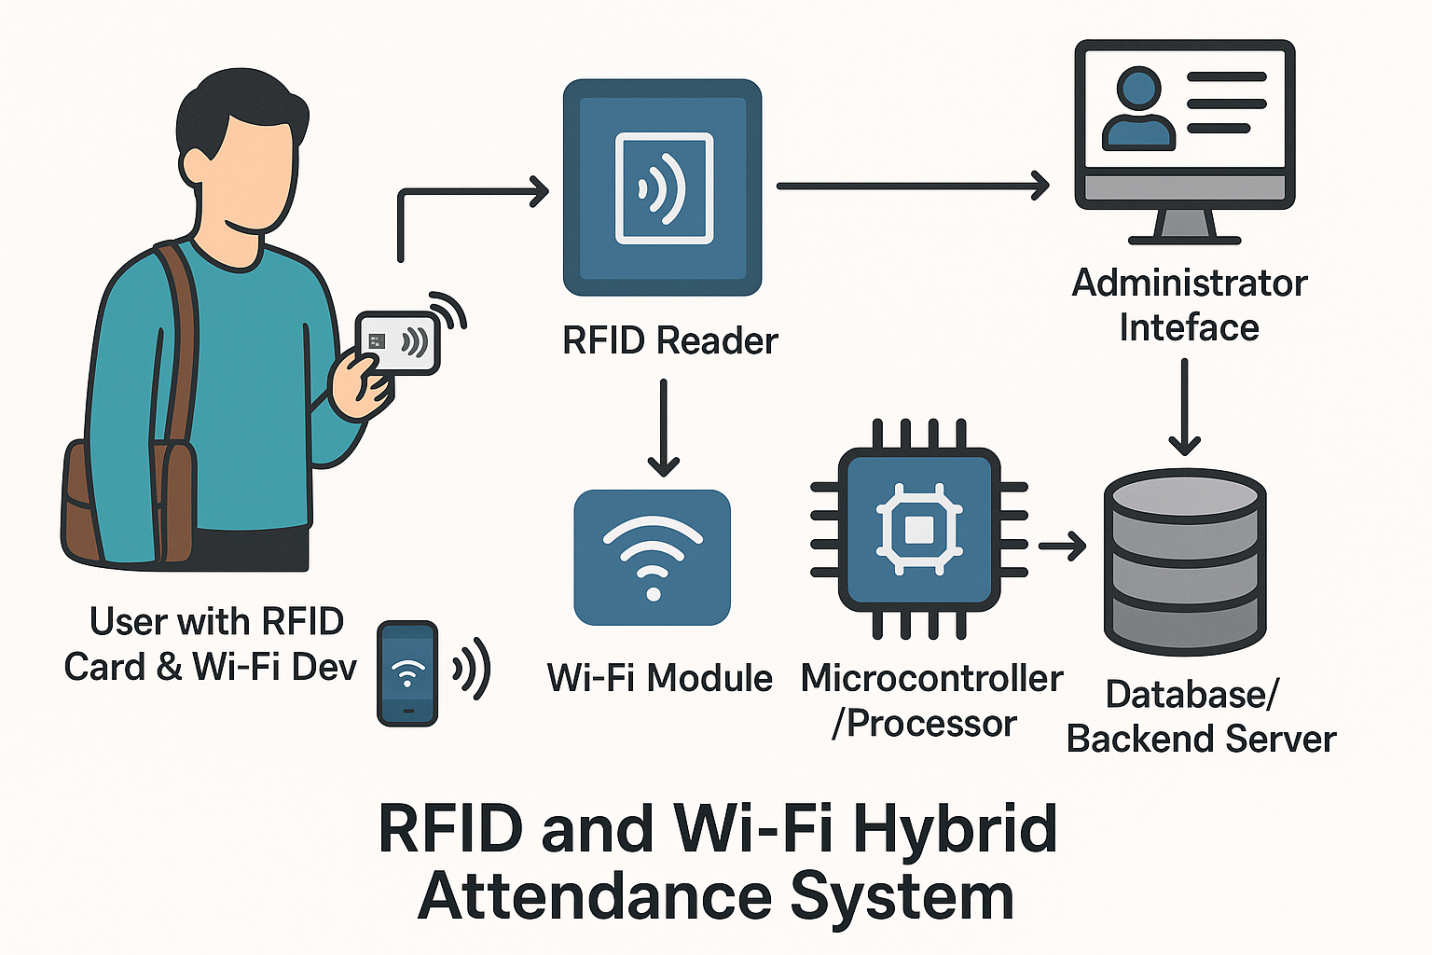 RFID Reader
Administrator
Inteface
User with RFID
Card & Wi-Fi Dev
Wi-Fi Module
Microcontroller
/Processor
Database/
Backend Server
RFID and Wi-Fi Hybrid
Attendance System